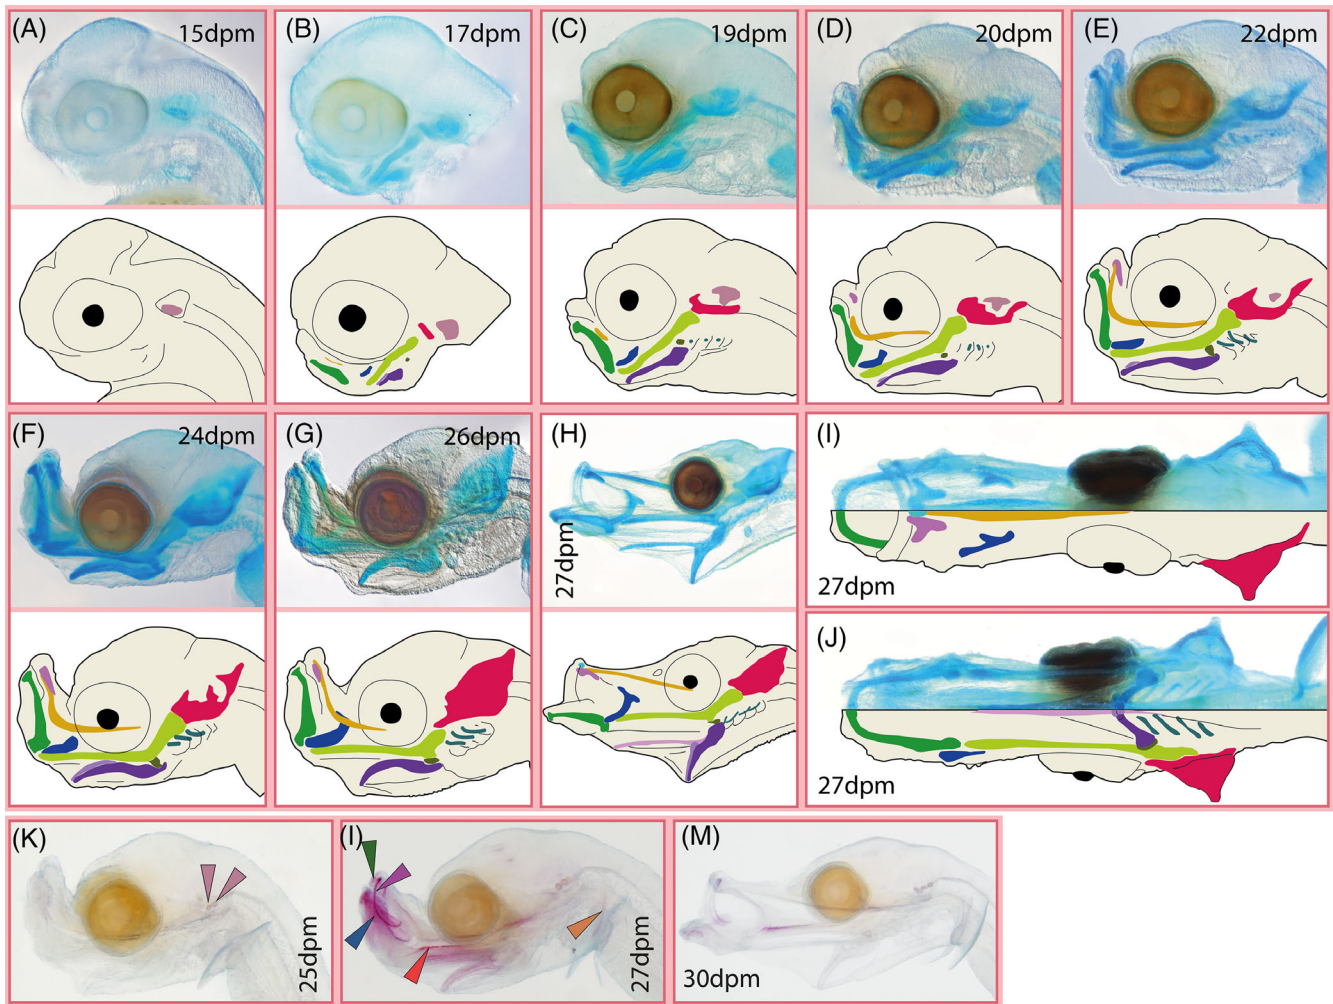 (A) 15dpm
(B) 17dpm
(C) 19dpm
(D) 20dpm
(E) 22dpm
(F) 24dpm
(G) 26dpm
(H)
27dpm
(I)
27dpm
(J)
27dpm
(K)
25dpm
(I)
27dpm
(M)
30dpm